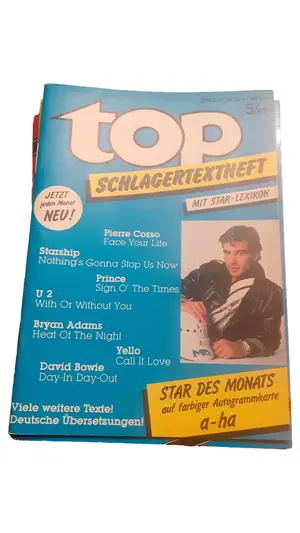 top
SCHLAGERTEXTHEFT
MIT STAR-LEXIKON
JETZT
jeden Monat
NEU!
Pierre Cosso
Face Your Life
Starship
Nothing's Gonna Stop Us Now
Prince
Sign O' The Times
U 2
With Or Without You
Bryan Adams
Heat Of The Night
Yello
Call It Love
David Bowie
Day-In Day-Out
STAR DES MONATS
auf farbiger Autogrammkarte
a-ha
Viele weitere Texte!
Deutsche Übersetzungen!